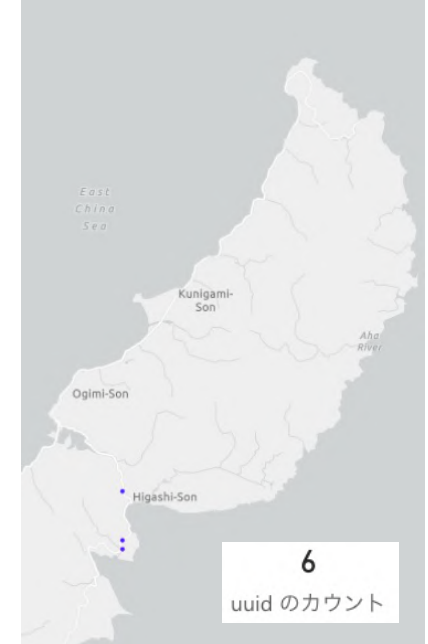 East
China
Sea
Kunigami-
Son
Aha
River
Ogimi-Son
Higashi-Son
6
uuid のカウント